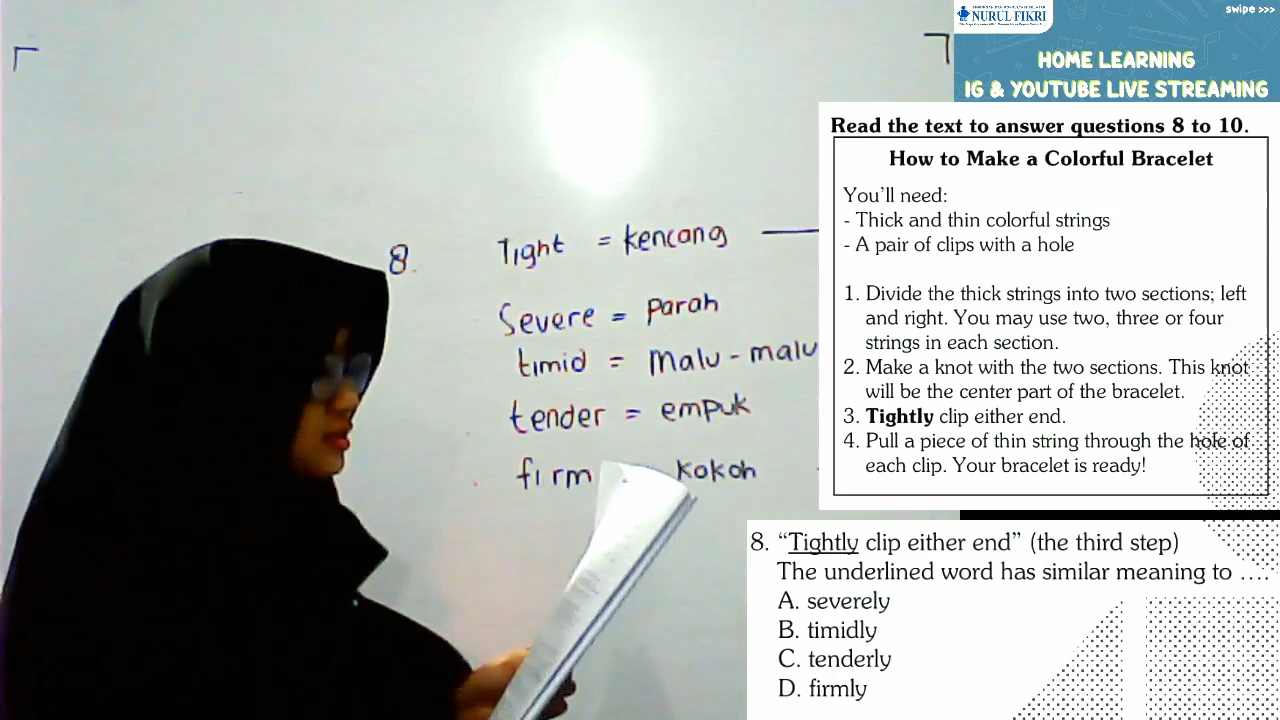 BIMBINGAN DAN KONSULTASI BELAJAR
NURUL FIKRI
swipe >>>
HOME LEARNING
IG & YOUTUBE LIVE STREAMING
8.
Tight = kencang
Severe = parah
timid = Malu-malu
tender = empuk
firm kokoh
Read the text to answer questions 8 to 10.
How to Make a Colorful Bracelet
You'll need:
- Thick and thin colorful strings
- A pair of clips with a hole
1. Divide the thick strings into two sections; left
and right. You may use two, three or four
strings in each section.
2. Make a knot with the two sections. This knot
will be the center part of the bracelet.
3. Tightly clip either end.
4. Pull a piece of thin string through the hole of
each clip. Your bracelet is ready!
8. “Tightly clip either end” (the third step)
The underlined word has similar meaning to ....
A. severely
B. timidly
C. tenderly
D. firmly